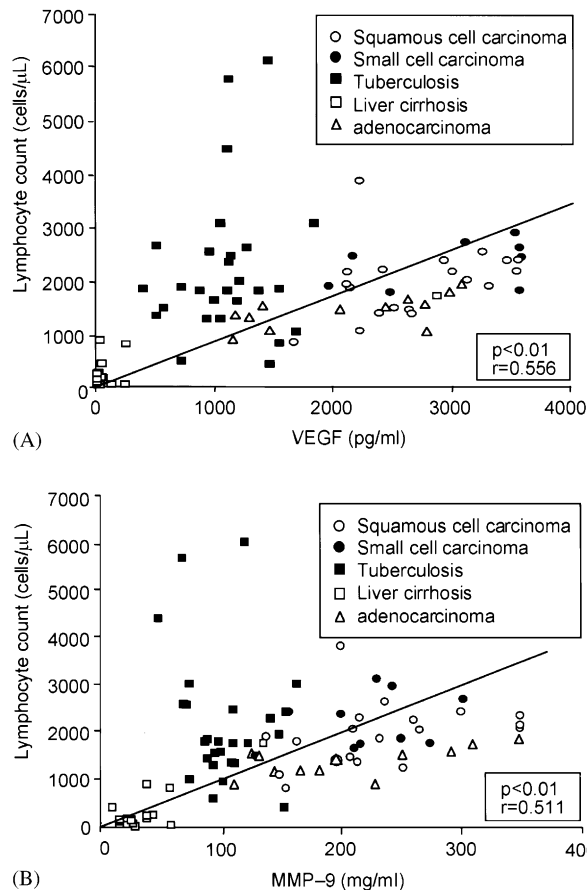 7000
6000
5000
4000
3000
2000
1000
0
Lymphocyte count (cells/μL)
Squamous cell carcinoma
Small cell carcinoma
Tuberculosis
Liver cirrhosis
adenocarcinoma
p<0.01
r=0.556
0 1000 2000 3000 4000
VEGF (pg/ml)
(A)
7000
6000
5000
4000
3000
2000
1000
0
Lymphocyte count (cells/μL)
Squamous cell carcinoma
Small cell carcinoma
Tuberculosis
Liver cirrhosis
adenocarcinoma
p<0.01
r=0.511
0 100 200 300 40
MMP–9 (mg/ml)
(B)